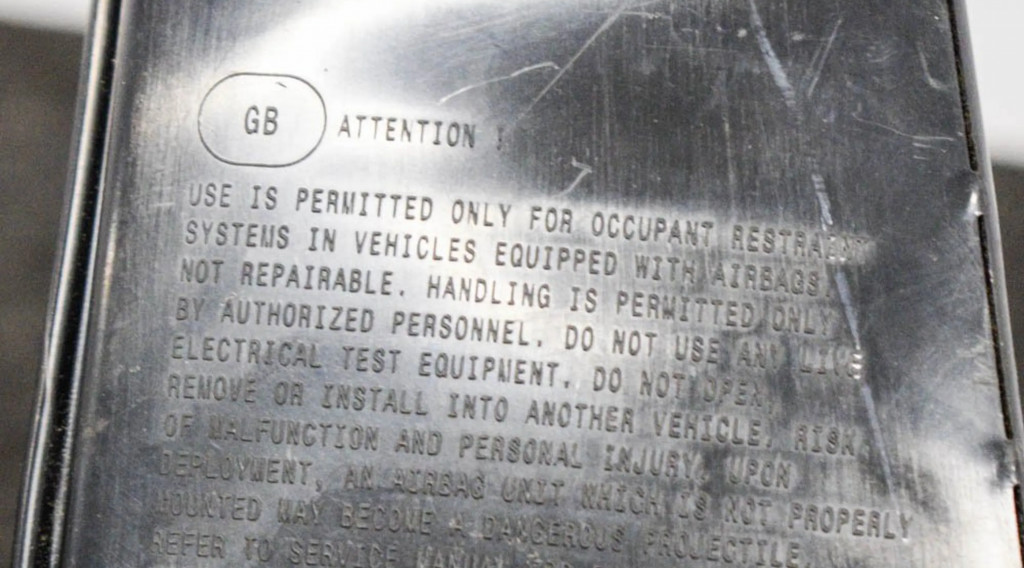 GB ATTENTION !
USE IS PERMITTED ONLY FOR OCCUPANT RESTRAINT
SYSTEMS IN VEHICLES EQUIPPED WITH AIRBAGS.
NOT REPAIRABLE. HANDLING IS PERMITTED ONLY
BY AUTHORIZED PERSONNEL. DO NOT USE ANY LIVE
ELECTRICAL TEST EQUIPMENT. DO NOT OPEN,
REMOVE OR INSTALL INTO ANOTHER VEHICLE, RISK
OF MALFUNCTION AND PERSONAL INJURY. UPON
DEPLOYMENT, AN AIRBAG UNIT WHICH IS NOT PROPERLY
MOUNTED MAY BECOME A DANGEROUS PROJECTILE.
REFER TO SERVICE MANUAL